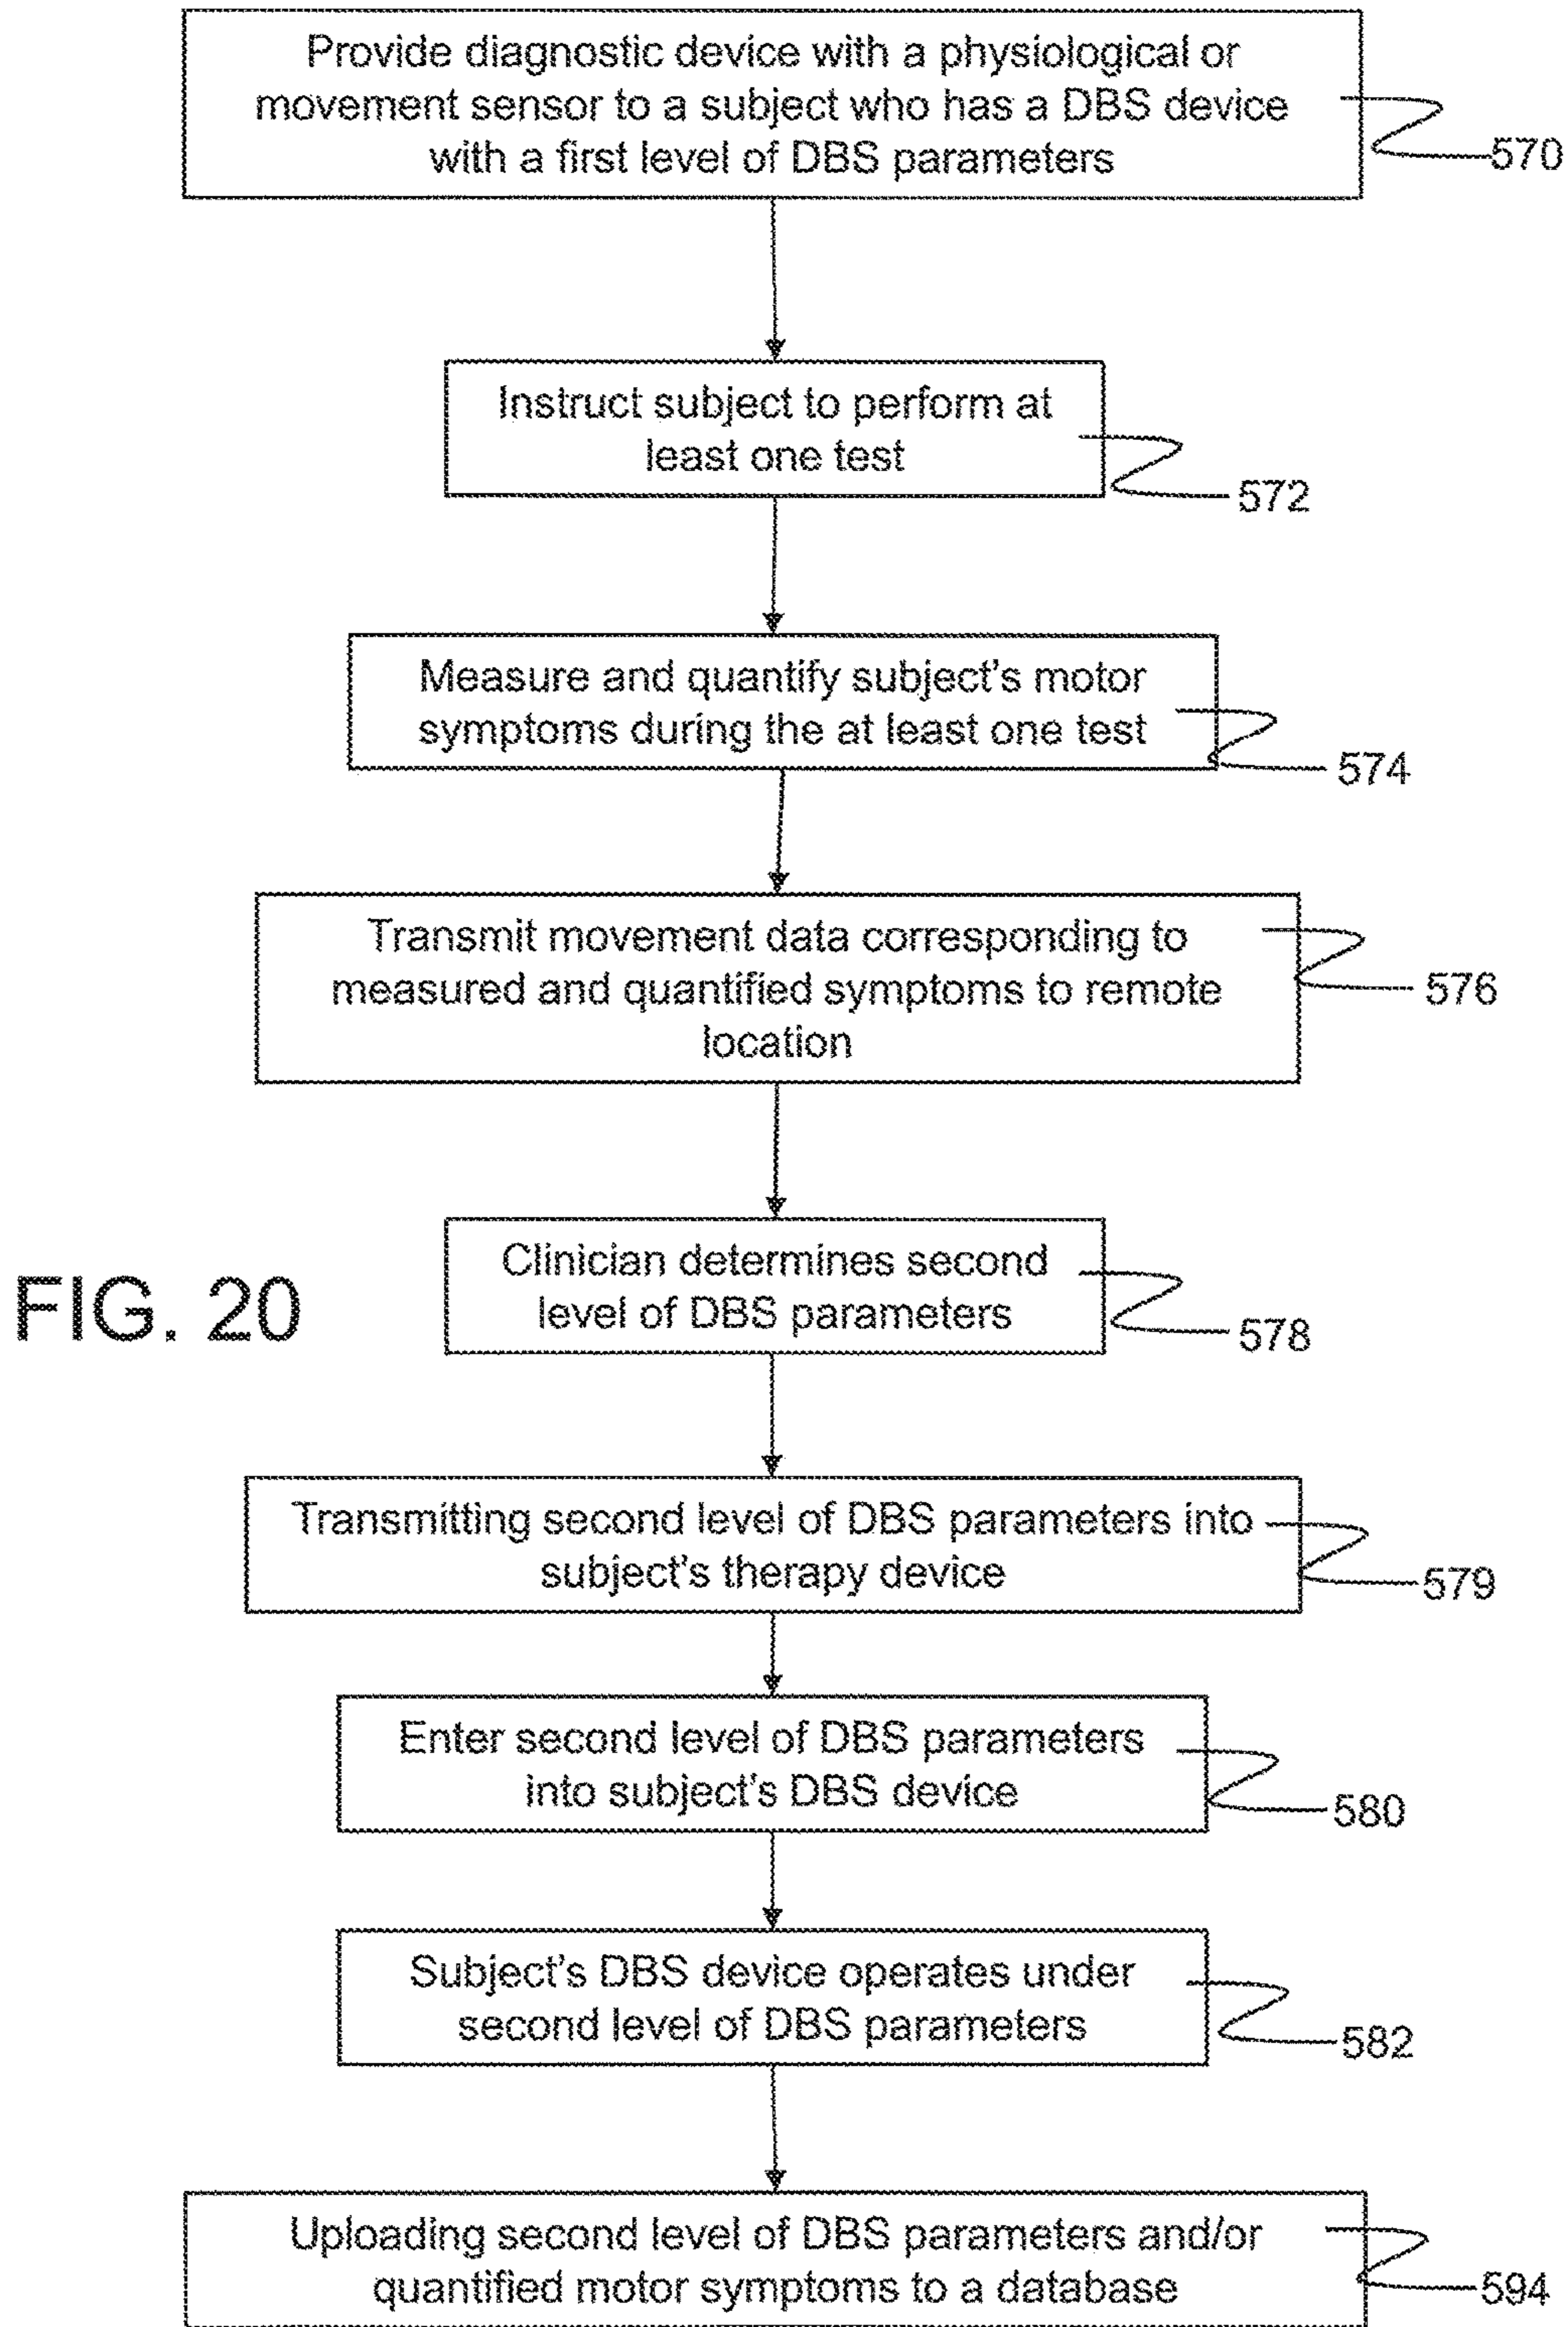 Provide diagnostic device with a physiological or
movement sensor to a subject who has a DBS device
with a first level of DBS parameters
570
Instruct subject to perform at
least one test
572
Measure and quantify subject's motor
symptoms during the at least one test
574
Transmit movement data corresponding to
measured and quantified symptoms to remote
location
576
Clinician determines second
level of DBS parameters
578
FIG. 20
Transmitting second level of DBS parameters into
subject's therapy device
579
Enter second level of DBS parameters
into subject's DBS device
580
Subject's DBS device operates under
second level of DBS parameters
582
Uploading second level of DBS parameters and/or
quantified motor symptoms to a database
594